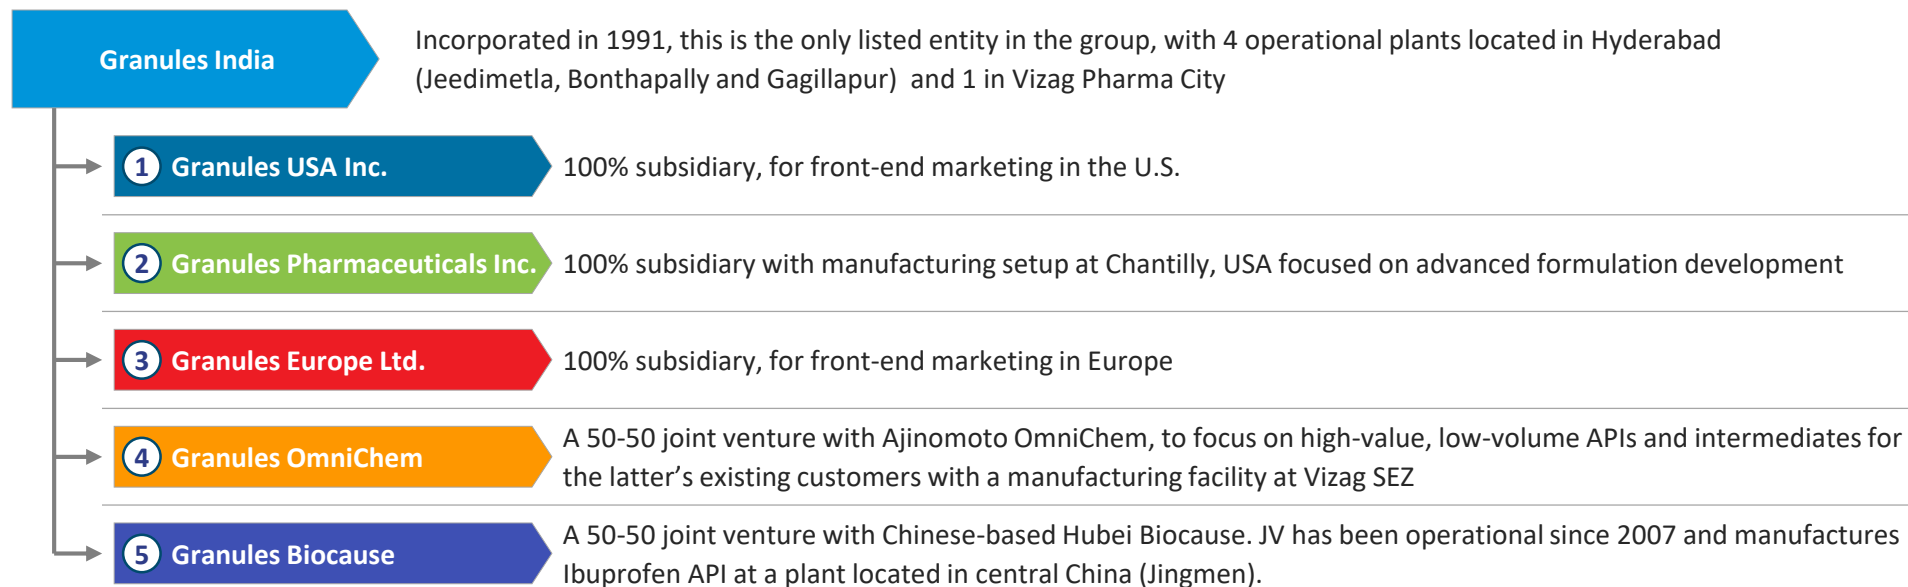 Granules India
Incorporated in 1991, this is the only listed entity in the group, with 4 operational plants located in Hyderabad
(Jeedimetla, Bonthapally and Gagillapur) and 1 in Vizag Pharma City
1 Granules USA Inc.
100% subsidiary, for front-end marketing in the U.S.
2 Granules Pharmaceuticals Inc.
100% subsidiary with manufacturing setup at Chantilly, USA focused on advanced formulation development
3 Granules Europe Ltd.
100% subsidiary, for front-end marketing in Europe
4 Granules OmniChem
A 50-50 joint venture with Ajinomoto OmniChem, to focus on high-value, low-volume APIs and intermediates for
the latter’s existing customers with a manufacturing facility at Vizag SEZ
5 Granules Biocause
A 50-50 joint venture with Chinese-based Hubei Biocause. JV has been operational since 2007 and manufactures
Ibuprofen API at a plant located in central China (Jingmen).